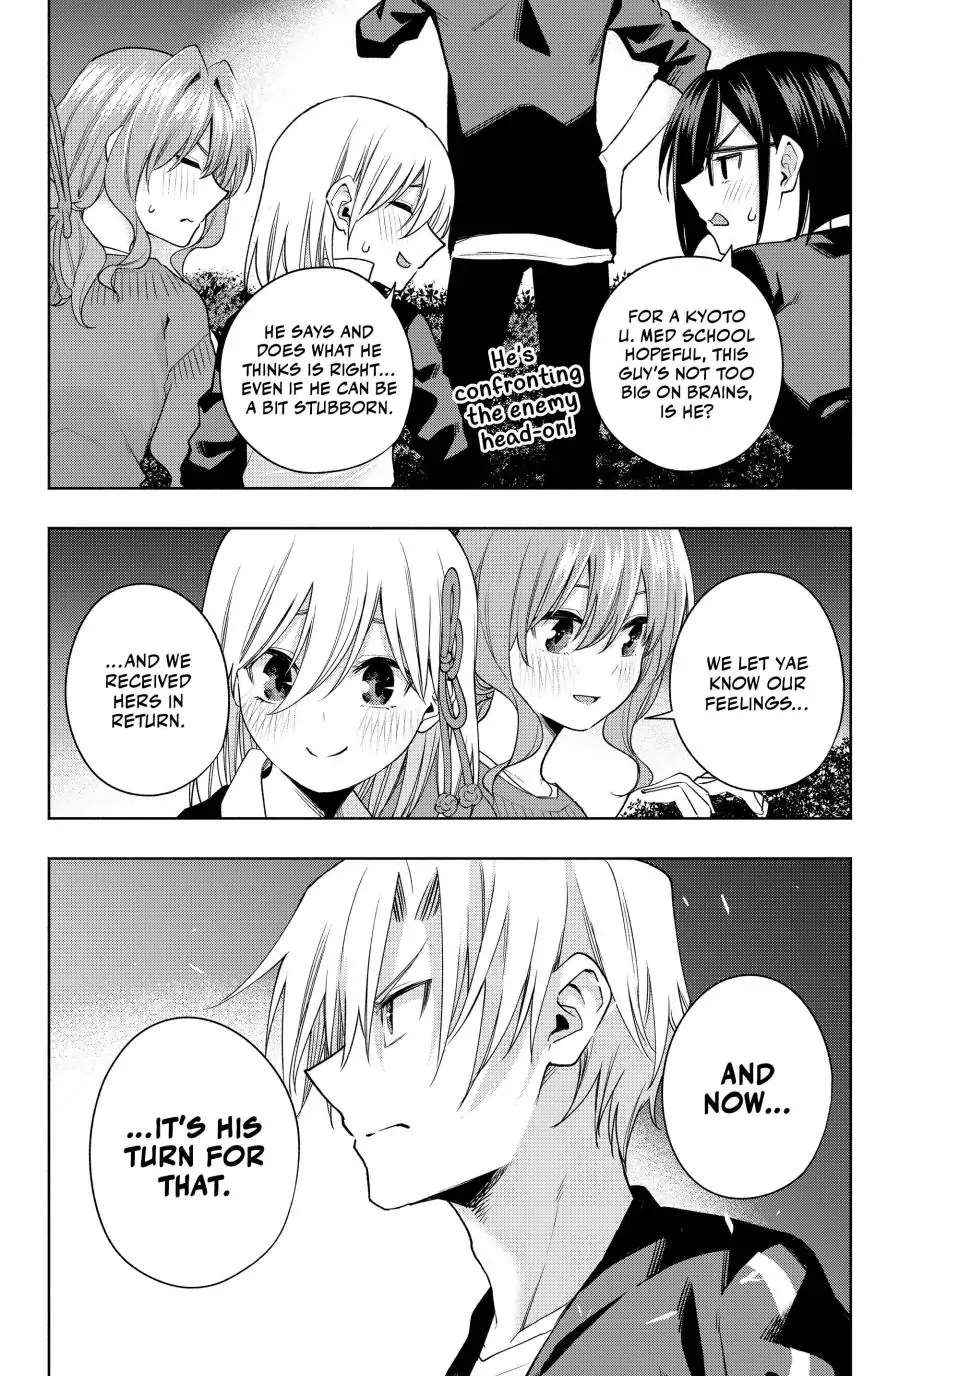 FOR A KYOTO
U. MED SCHOOL
HOPEFUL, THIS
GUY'S NOT TOO
BIG ON BRAINS,
IS HE?
He's
confronting
the enemy
head-on!
HE SAYS AND
DOES WHAT HE
THINKS IS RIGHT...
EVEN IF HE CAN BE
A BIT STUBBORN.
WE LET YAE
KNOW OUR
FEELINGS...
...AND WE
RECEIVED
HERS IN
RETURN.
AND
NOW...
...IT'S HIS
TURN FOR
THAT.